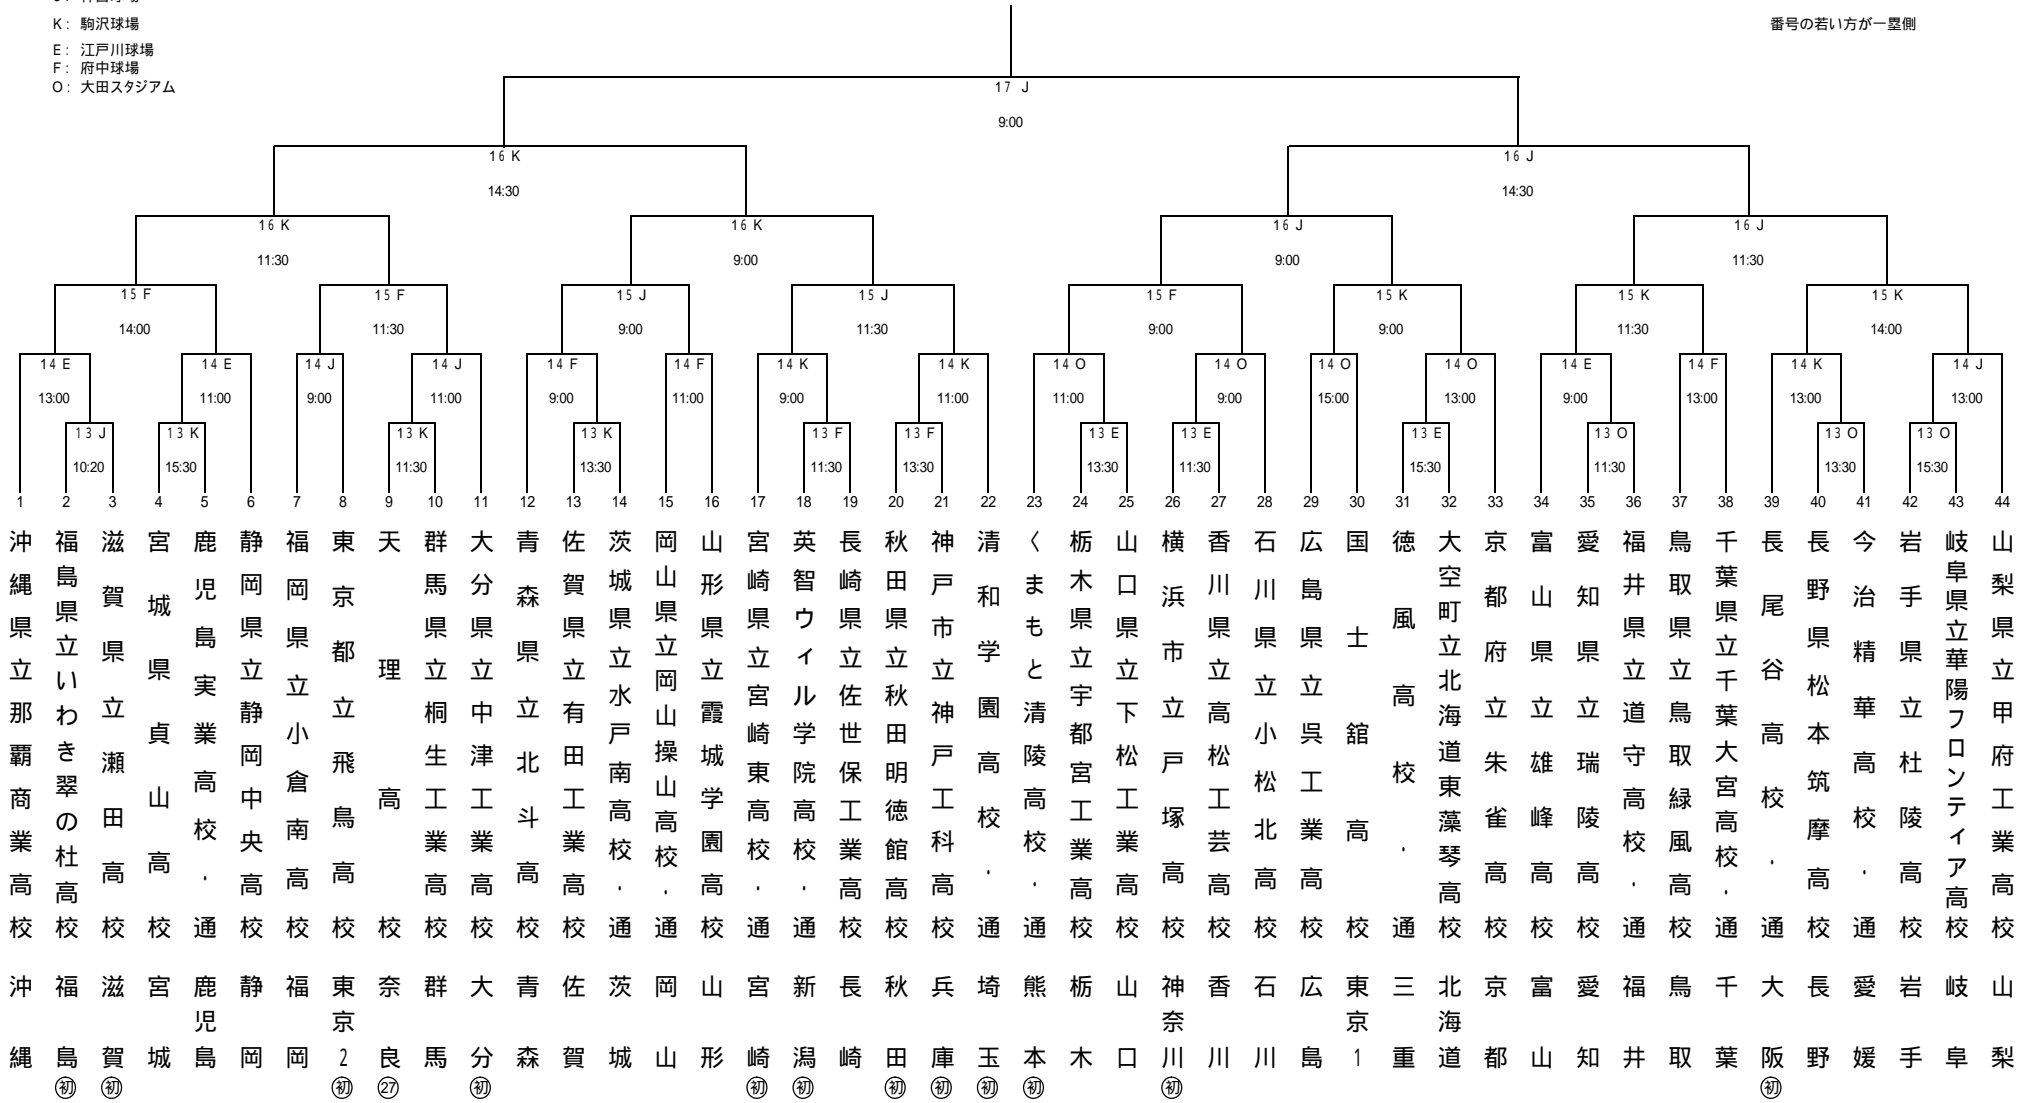 K: 駒沢球場
E: 江戸川球場
F: 府中球場
O: 大田スタジアム
番号の若い方が一塁側
17 J
9:00
16 K
14:30
16 J
14:30
16 K
11:30
16 K
9:00
16 J
9:00
16 J
11:30
15 F
14:00
15 F
11:30
15 J
9:00
15 J
11:30
15 F
9:00
15 K
9:00
15 K
11:30
15 K
14:00
14 E
13:00
14 E
11:00
14 J
9:00
14 J
11:00
14 F
9:00
14 F
11:00
14 K
9:00
14 K
11:00
14 O
11:00
14 O
9:00
14 O
15:00
14 O
13:00
14 E
9:00
14 F
13:00
14 K
13:00
14 J
13:00
13 J
10:20
13 K
15:30
13 K
11:30
13 K
13:30
13 F
11:30
13 F
13:30
13 E
13:30
13 E
11:30
13 E
15:30
13 O
11:30
13 O
13:30
13 O
15:30
1 沖縄県立那覇商業高校 沖縄
2 福島県立いわき翠の杜高校 福島 初
3 滋賀県立瀬田高校 滋賀 初
4 宮城県貞山高校 宮城
5 鹿児島実業高校・通 鹿児島
6 静岡県立静岡中央高校 静岡
7 福岡県立小倉南高校 福岡
8 東京都立飛鳥高校 東京2 初
9 天理高校 奈良 27
10 群馬県立桐生工業高校 群馬
11 大分県立中津工業高校 大分 初
12 青森県立北斗高校 青森
13 佐賀県立有田工業高校 佐賀
14 茨城県立水戸南高校・通 茨城
15 岡山県立岡山操山高校・通 岡山
16 山形県立霞城学園高校 山形
17 宮崎県立宮崎東高校・通 宮崎 初
18 英智ウィル学院高校・通 新潟 初
19 長崎県立佐世保工業高校 長崎
20 秋田県立秋田明徳館高校 秋田 初
21 神戸市立神戸工科高校 兵庫 初
22 清和学園高校・通 埼玉 初
23 くまもと清陵高校・通 熊本 初
24 栃木県立宇都宮工業高校 栃木
25 山口県立下松工業高校 山口
26 横浜市立戸塚高校 神奈川 初
27 香川県立高松工芸高校 香川
28 石川県立小松北高校 石川
29 広島県立呉工業高校 広島
30 国士舘高校 東京1
31 徳風高校・通 三重
32 大空町立北海道東藻琴高校 北海道
33 京都府立朱雀高校 京都
34 富山県立雄峰高校 富山
35 愛知県立瑞陵高校 愛知
36 福井県立道守高校・通 福井
37 鳥取県立鳥取緑風高校 鳥取
38 千葉県立千葉大宮高校・通 千葉
39 長尾谷高校・通 大阪 初
40 長野県松本筑摩高校 長野
41 今治精華高校・通 愛媛
42 岩手県立杜陵高校 岩手
43 岐阜県立華陽フロンティア高校 岐阜
44 山梨県立甲府工業高校 山梨